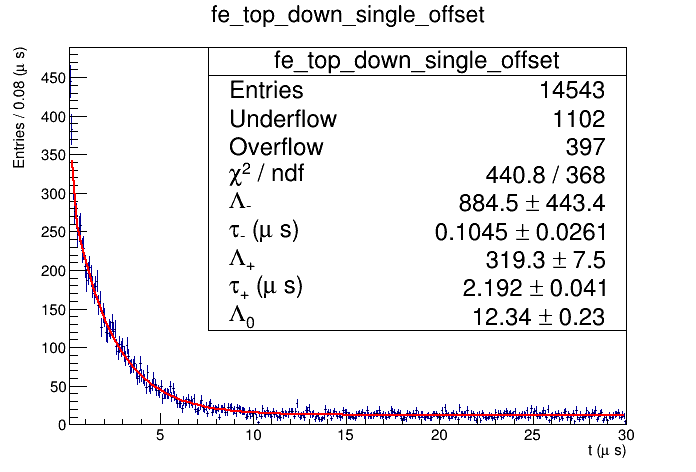 fe_top_down_single_offset
Entries / 0.08 (μ s)
fe_top_down_single_offset
Entries 14543
Underflow 1102
Overflow 397
χ² / ndf 440.8 / 368
Λ₋ 884.5 ± 443.4
τ₋ (μ s) 0.1045 ± 0.0261
Λ₊ 319.3 ± 7.5
τ₊ (μ s) 2.192 ± 0.041
Λ₀ 12.34 ± 0.23
450
400
350
300
250
200
150
100
50
0
5 10 15 20 25 30
t (μ s)